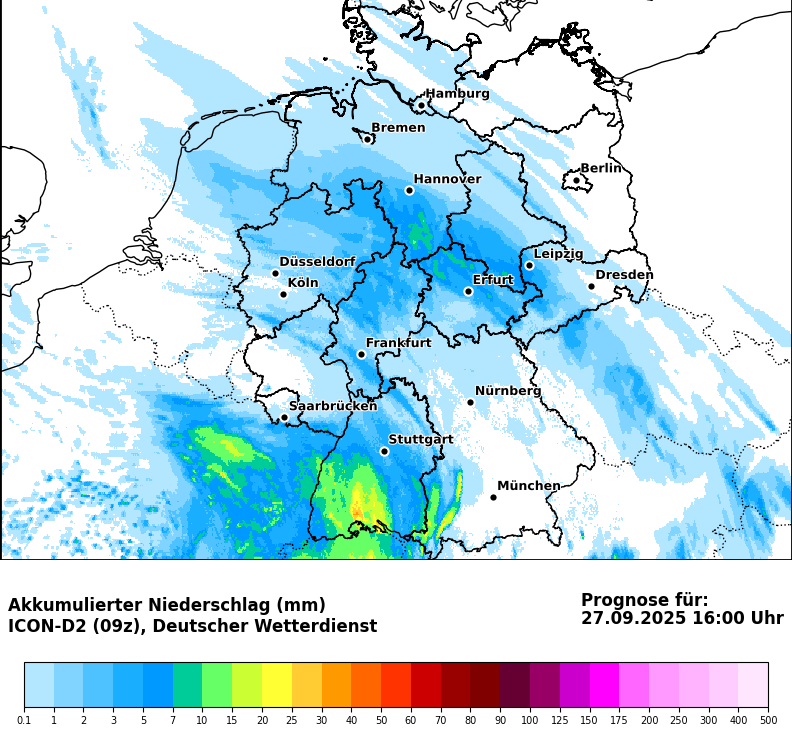 Hamburg
Bremen
Berlin
Hannover
Leipzig
Düsseldorf
Dresden
Köln
Erfurt
Frankfurt
Nürnberg
Saarbrücken
Stuttgart
München
Akkumulierter Niederschlag (mm)
ICON-D2 (09z), Deutscher Wetterdienst
Prognose für:
27.09.2025 16:00 Uhr
0.1 1 2 3 5 7 10 15 20 25 30 40 50 60 70 80 90 100 125 150 175 200 250 300 400 500